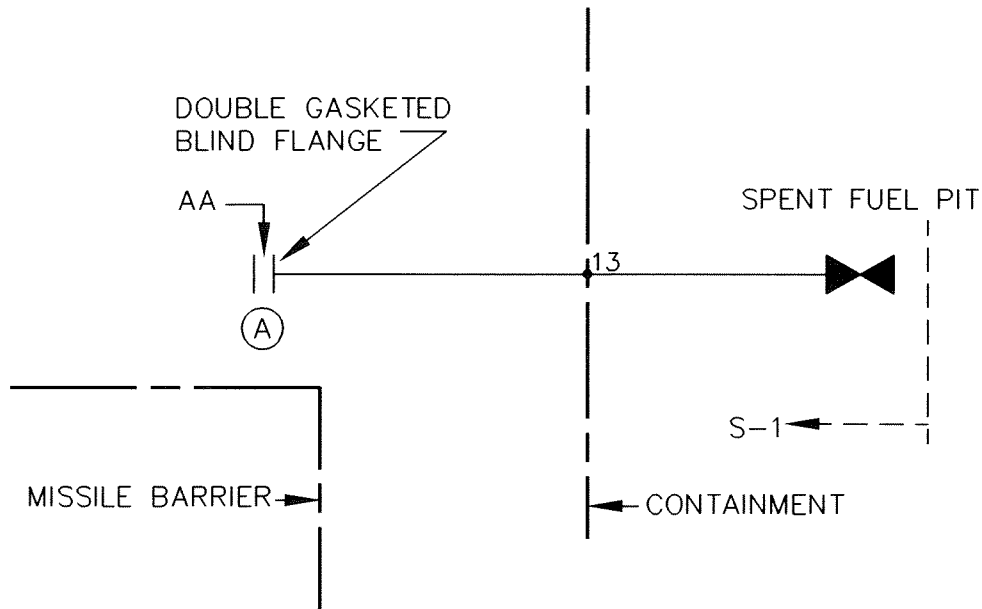 DOUBLE GASKETED
BLIND FLANGE
AA
SPENT FUEL PIT
13
A
S-1
MISSILE BARRIER
CONTAINMENT